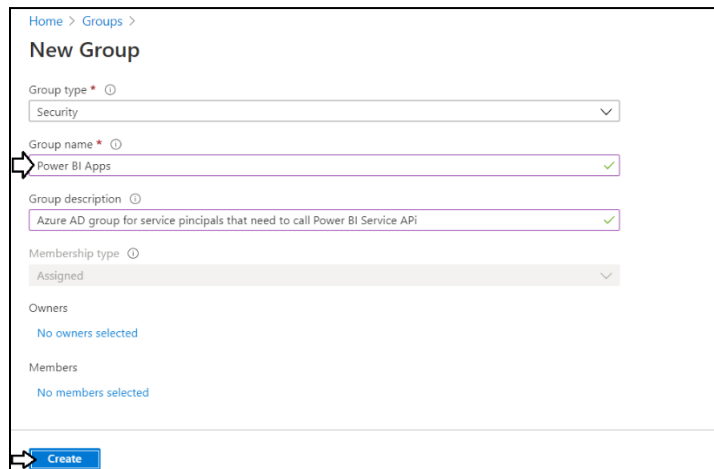 Home > Groups >
New Group
Group type *
Security
Group name *
Power BI Apps
Group description
Azure AD group for service pincipals that need to call Power BI Service APi
Membership type
Assigned
Owners
No owners selected
Members
No members selected
Create